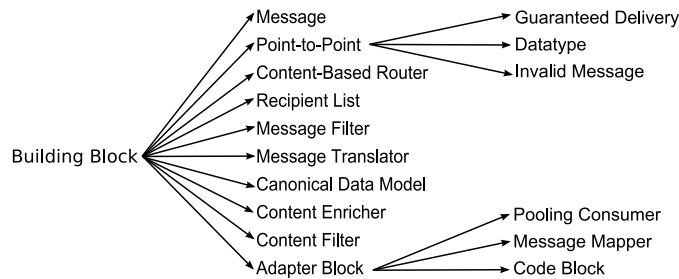 Building Block
Message
Point-to-Point
Content-Based Router
Recipient List
Message Filter
Message Translator
Canonical Data Model
Content Enricher
Content Filter
Adapter Block
Guaranteed Delivery
Datatype
Invalid Message
Pooling Consumer
Message Mapper
Code Block